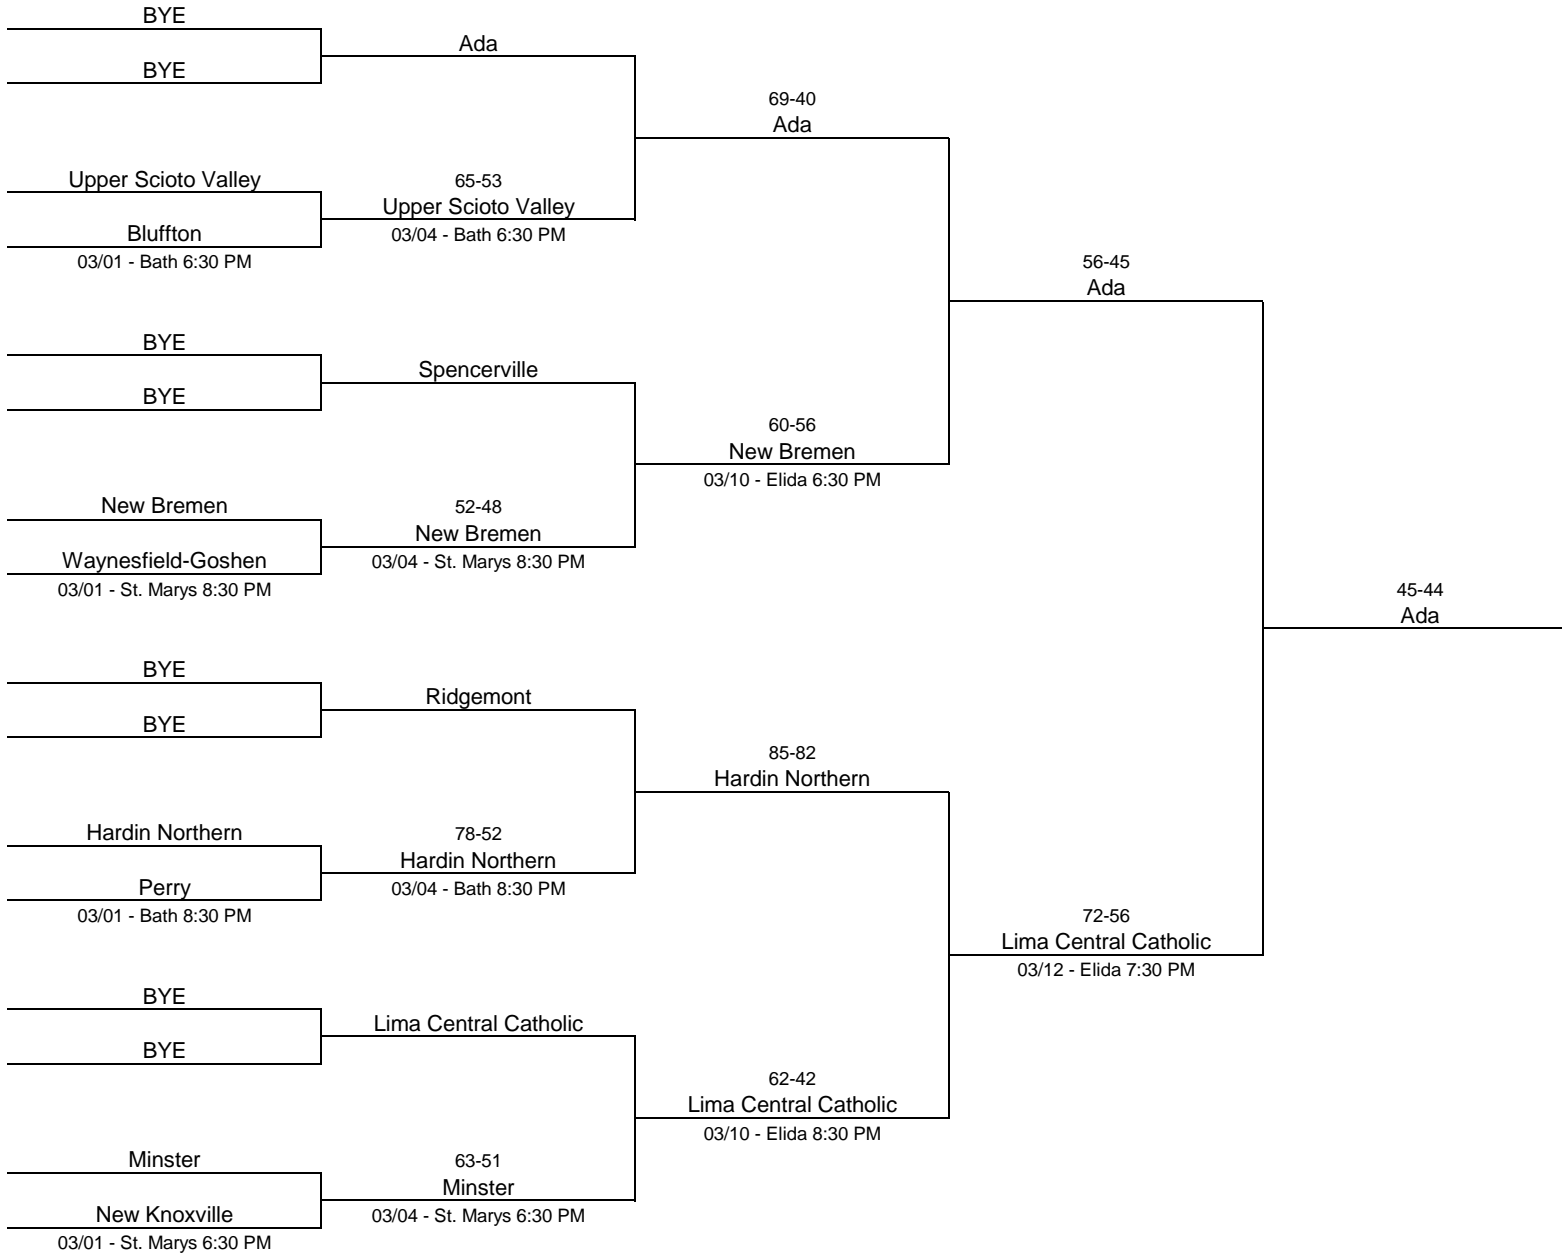 BYE
BYE
Upper Scioto Valley
Bluffton
03/01 - Bath 6:30 PM
BYE
BYE
New Bremen
Waynesfield-Goshen
03/01 - St. Marys 8:30 PM
BYE
BYE
Hardin Northern
Perry
03/01 - Bath 8:30 PM
BYE
BYE
Minster
New Knoxville
03/01 - St. Marys 6:30 PM
Ada
65-53
Upper Scioto Valley
03/04 - Bath 6:30 PM
Spencerville
52-48
New Bremen
03/04 - St. Marys 8:30 PM
Ridgemont
78-52
Hardin Northern
03/04 - Bath 8:30 PM
Lima Central Catholic
63-51
Minster
03/04 - St. Marys 6:30 PM
69-40
Ada
60-56
New Bremen
03/10 - Elida 6:30 PM
85-82
Hardin Northern
62-42
Lima Central Catholic
03/10 - Elida 8:30 PM
56-45
Ada
72-56
Lima Central Catholic
03/12 - Elida 7:30 PM
45-44
Ada